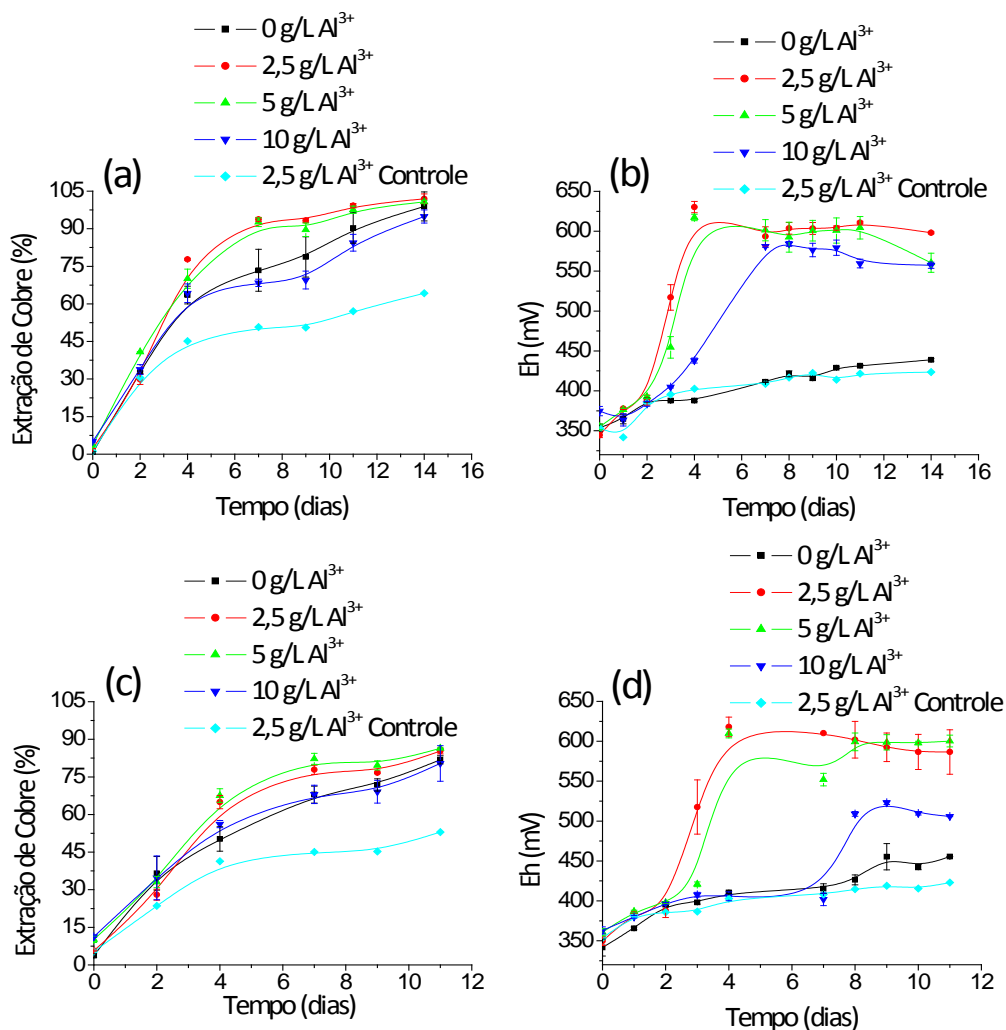 0 g/L Al³⁺
2,5 g/L Al³⁺
5 g/L Al³⁺
10 g/L Al³⁺
2,5 g/L Al³⁺ Controle
(a)
Extração de Cobre (%)
105
90
75
60
45
30
15
0
0 2 4 6 8 10 12 14 16
Tempo (dias)
0 g/L Al³⁺
2,5 g/L Al³⁺
5 g/L Al³⁺
10 g/L Al³⁺
2,5 g/L Al³⁺ Controle
(b)
Eh (mV)
650
600
550
500
450
400
350
0 2 4 6 8 10 12 14 16
Tempo (dias)
0 g/L Al³⁺
2,5 g/L Al³⁺
5 g/L Al³⁺
10 g/L Al³⁺
2,5 g/L Al³⁺ Controle
(c)
Extração de Cobre (%)
105
90
75
60
45
30
15
0
0 2 4 6 8 10 12
Tempo (dias)
0 g/L Al³⁺
2,5 g/L Al³⁺
5 g/L Al³⁺
10 g/L Al³⁺
2,5 g/L Al³⁺ Controle
(d)
Eh (mV)
650
600
550
500
450
400
350
0 2 4 6 8 10 12
Tempo (dias)